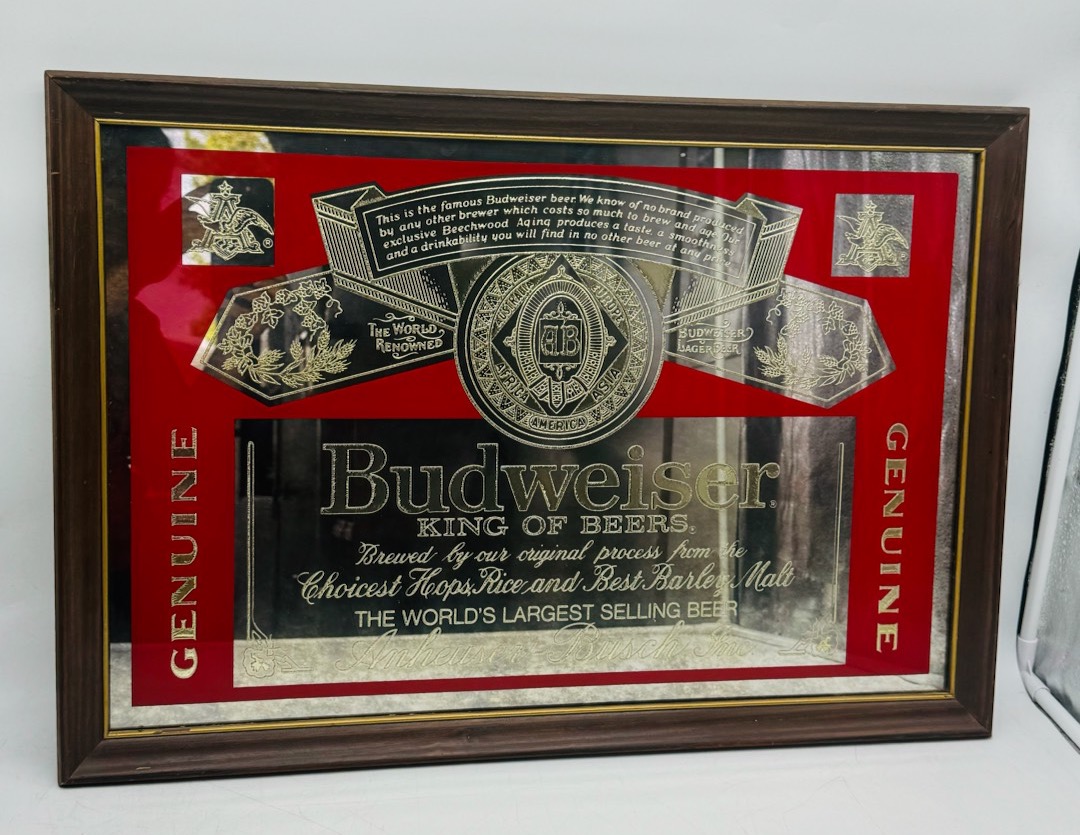 This is the famous Budweiser beer. We know of no brand produced
by any other brewer which costs so much to brew and age. Our
exclusive Beechwood Aging produces a taste, a smoothness
and a drinkability you will find in no other beer at any price.
THE WORLD
RENOWNED
BUDWEISER
LAGER BEER
EUROPE
AB
AFRICA
ASIA
AMERICA
GENUINE
GENUINE
Budweiser®
KING OF BEERS®
Brewed by our original process from the
Choicest Hops, Rice and Best Barley Malt
THE WORLD'S LARGEST SELLING BEER
Anheuser-Busch, Inc.